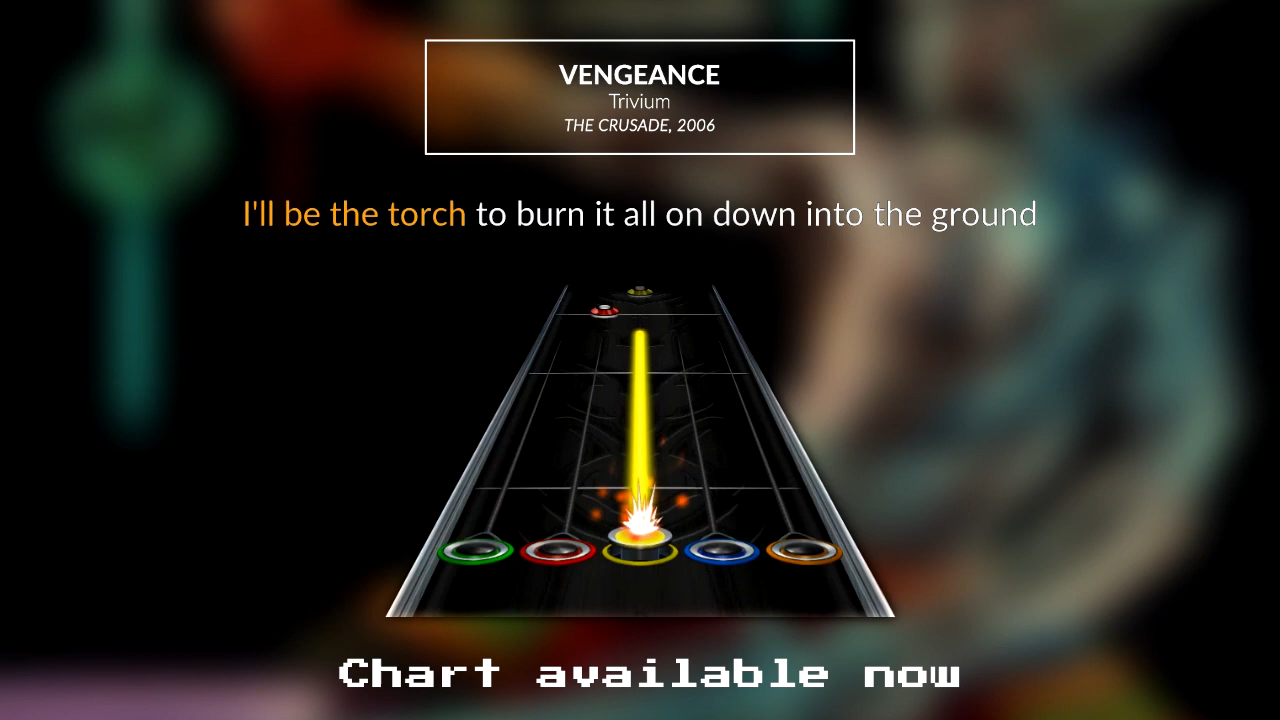 VENGEANCE
Trivium
THE CRUSADE, 2006
I'll be the torch to burn it all on down into the ground
Chart available now